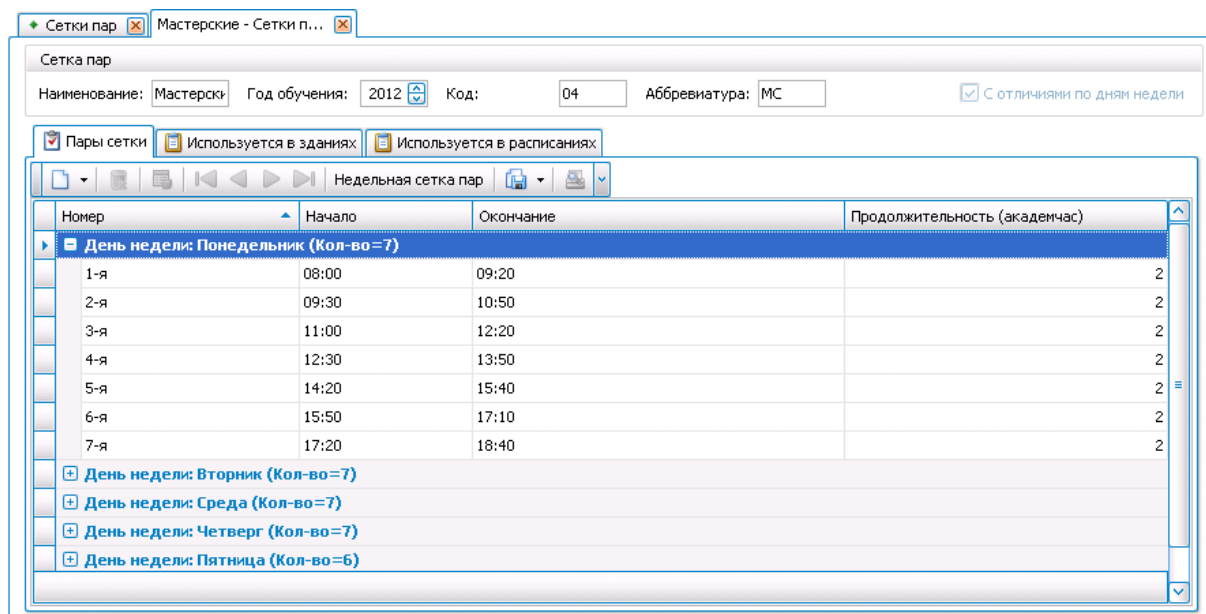 Сетки пар Мастерские - Сетки п...
Сетка пар
Наименование: Мастерски Год обучения: 2012 Код: 04 Аббревиатура: МС С отличиями по дням недели
Пары сетки Используется в зданиях Используется в расписаниях
Недельная сетка пар
Номер Начало Окончание Продолжительность (академчас)
День недели: Понедельник (Кол-во=7)
1-я 08:00 09:20 2
2-я 09:30 10:50 2
3-я 11:00 12:20 2
4-я 12:30 13:50 2
5-я 14:20 15:40 2
6-я 15:50 17:10 2
7-я 17:20 18:40 2
День недели: Вторник (Кол-во=7)
День недели: Среда (Кол-во=7)
День недели: Четверг (Кол-во=7)
День недели: Пятница (Кол-во=6)